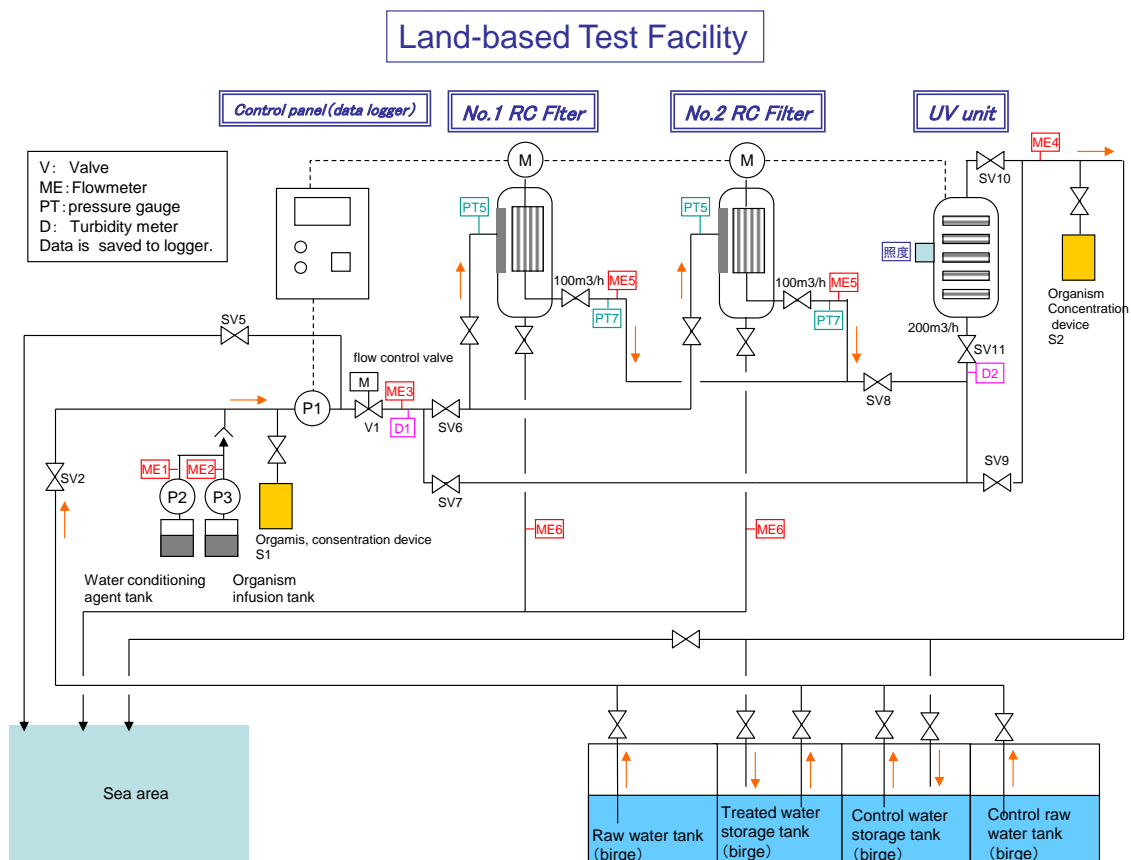 Land-based Test Facility
Control panel(data logger)
No.1 RC Flter
No.2 RC Filter
UV unit
V: Valve
ME:Flowmeter
PT:pressure gauge
D: Turbidity meter
Data is saved to logger.
M
M
ME4
SV10
PT5
PT5
照度
100m3/h
ME5
PT7
100m3/h
ME5
PT7
Organism
Concentration
device
S2
200m3/h
SV11
D2
SV5
flow control valve
M
ME3
P1
V1
D1
SV6
SV8
SV2
ME1
ME2
P2
P3
SV7
SV9
Orgamis, consentration device
S1
ME6
ME6
Water conditioning
agent tank
Organism
infusion tank
Sea area
Raw water tank
(birge)
Treated water
storage tank
(birge)
Control water
storage tank
(birge)
Control raw
water tank
(birge)